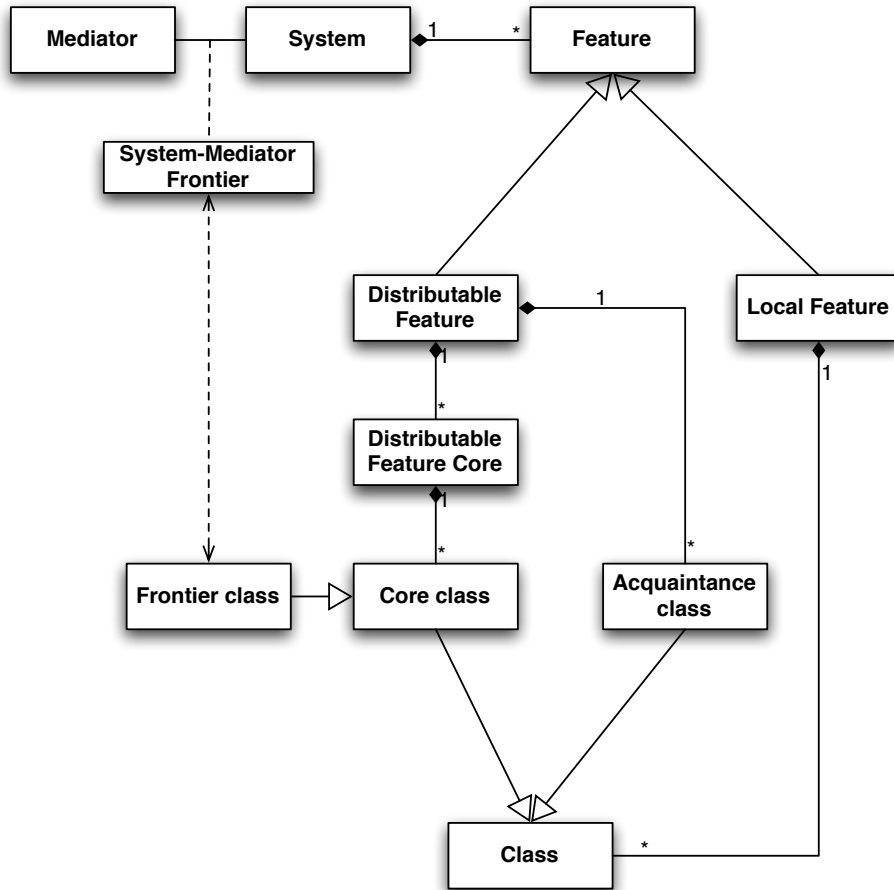 Mediator
System
1
*
Feature
System-Mediator
Frontier
Distributable
Feature
1
Local Feature
1
1
*
Distributable
Feature Core
1
*
*
Frontier class
Core class
Acquaintance
class
Class
*